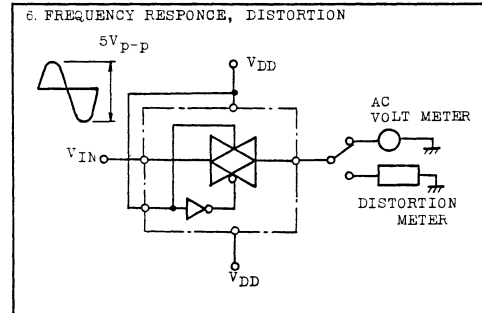 6. FREQUENCY RESPONCE, DISTORTION
5Vp-p
VDD
AC
VOLT METER
VIN
DISTORTION
METER
VDD